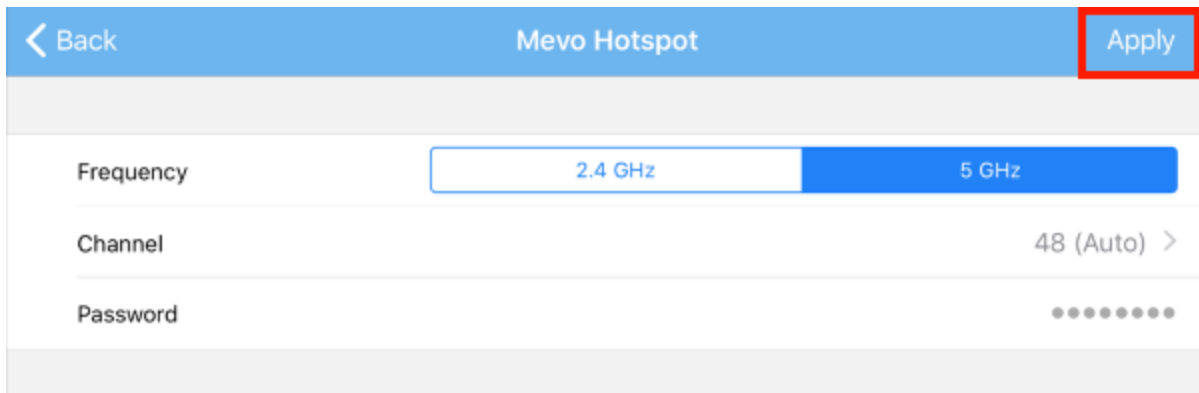 Back Mevo Hotspot Apply
Frequency 2.4 GHz 5 GHz
Channel 48 (Auto)
Password ••••••••